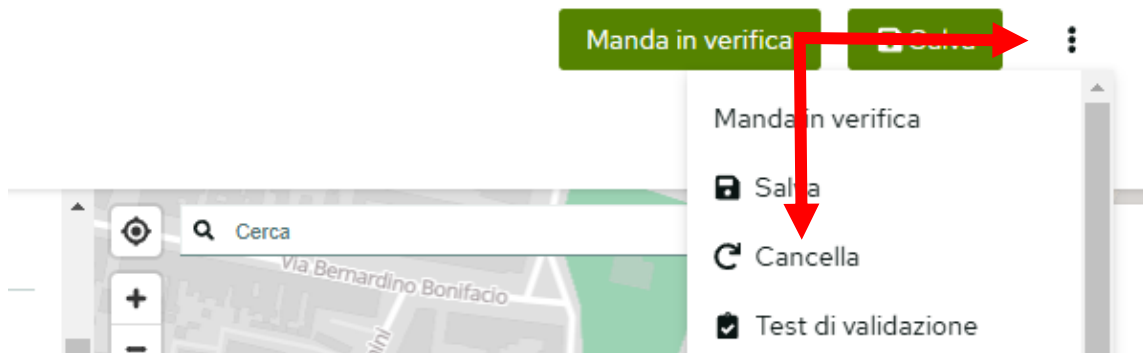 Manda in verifica
Salva
Manda in verifica
Salva
Cerca
Cancella
Via Bernardino Bonifacio
Test di validazione